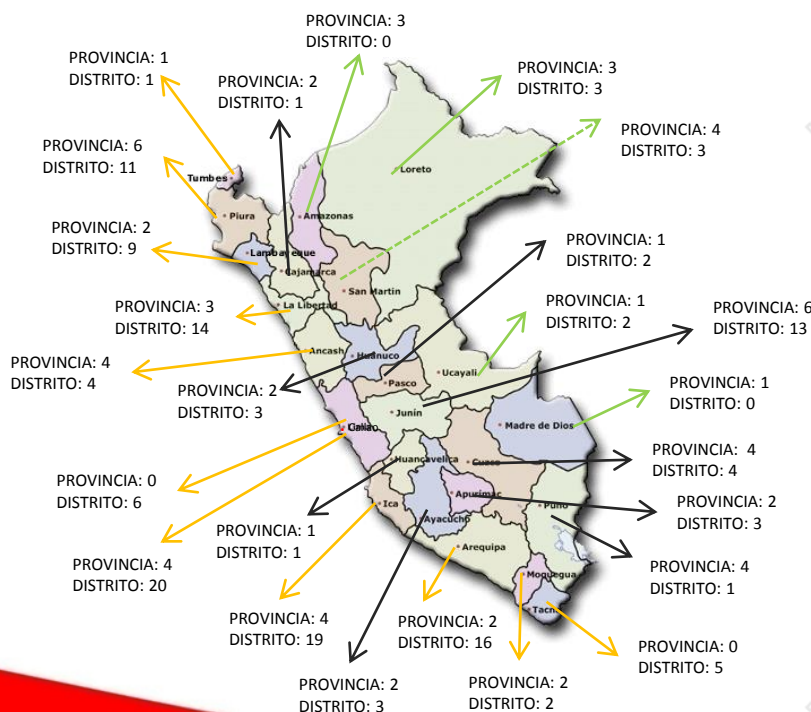 PROVINCIA: 3
DISTRITO: 0
PROVINCIA: 1
DISTRITO: 1
PROVINCIA: 2
DISTRITO: 1
PROVINCIA: 3
DISTRITO: 3
PROVINCIA: 4
DISTRITO: 3
PROVINCIA: 6
DISTRITO: 11
Loreto
Tumbes
Piura
Amazonas
PROVINCIA: 2
DISTRITO: 9
PROVINCIA: 1
DISTRITO: 2
Lambayeque
Cajamarca
San Martin
PROVINCIA: 3
DISTRITO: 14
La Libertad
PROVINCIA: 1
DISTRITO: 2
PROVINCIA: 6
DISTRITO: 13
PROVINCIA: 4
DISTRITO: 4
Ancash
Huanuco
Ucayali
Pasco
PROVINCIA: 2
DISTRITO: 3
PROVINCIA: 1
DISTRITO: 0
Junín
Madre de Dios
Callao
PROVINCIA: 0
DISTRITO: 6
Huancavelica
Cusco
PROVINCIA: 4
DISTRITO: 4
Apurimac
Puno
Ica
Ayacucho
PROVINCIA: 2
DISTRITO: 3
PROVINCIA: 1
DISTRITO: 1
Arequipa
PROVINCIA: 4
DISTRITO: 20
PROVINCIA: 4
DISTRITO: 1
Moquegua
Tacna
PROVINCIA: 4
DISTRITO: 19
PROVINCIA: 2
DISTRITO: 16
PROVINCIA: 0
DISTRITO: 5
PROVINCIA: 2
DISTRITO: 3
PROVINCIA: 2
DISTRITO: 2